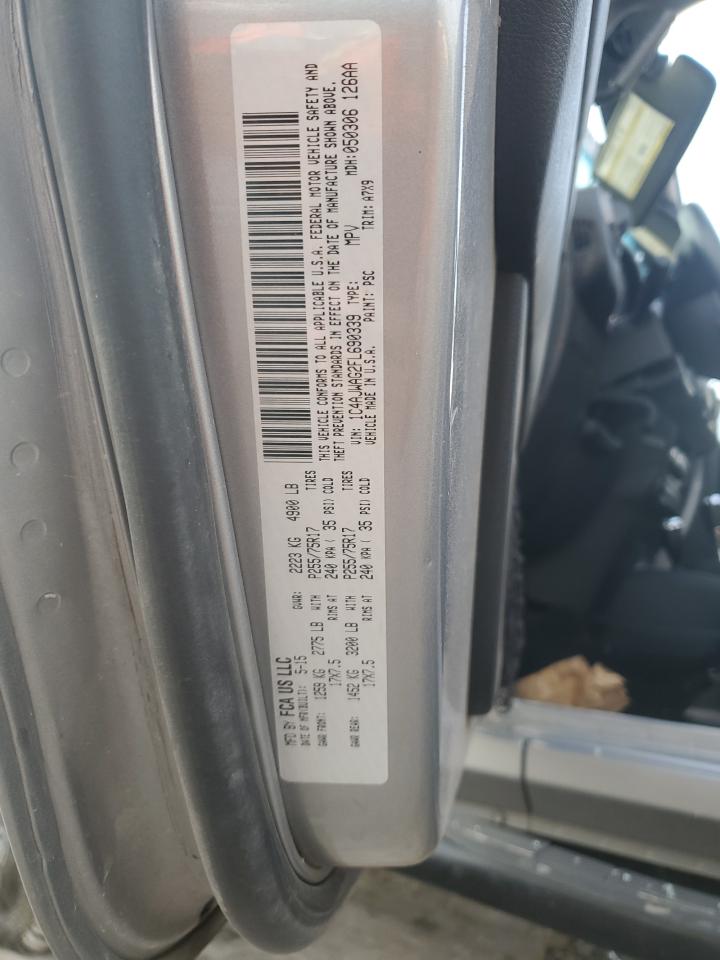 MFD BY FCA US LLC
DATE OF MFR(BUILT): 5-15 GVWR: 2223 KG 4900 LB
GAWR FRONT: 1259 KG 2775 LB WITH P255/75R17 TIRES
17X7.5 RIMS AT 240 KPA ( 35 PSI) COLD
GAWR REAR: 1452 KG 3200 LB WITH P255/75R17 TIRES
17X7.5 RIMS AT 240 KPA ( 35 PSI) COLD
THIS VEHICLE CONFORMS TO ALL APPLICABLE U.S.A. FEDERAL MOTOR VEHICLE SAFETY AND
THEFT PREVENTION STANDARDS IN EFFECT ON THE DATE OF MANUFACTURE SHOWN ABOVE.
VIN: 1C4AJWAG2FL690339 TYPE: MPV MDH:050306 126AA
VEHICLE MADE IN U.S.A. PAINT: PSC TRIM: A7X9